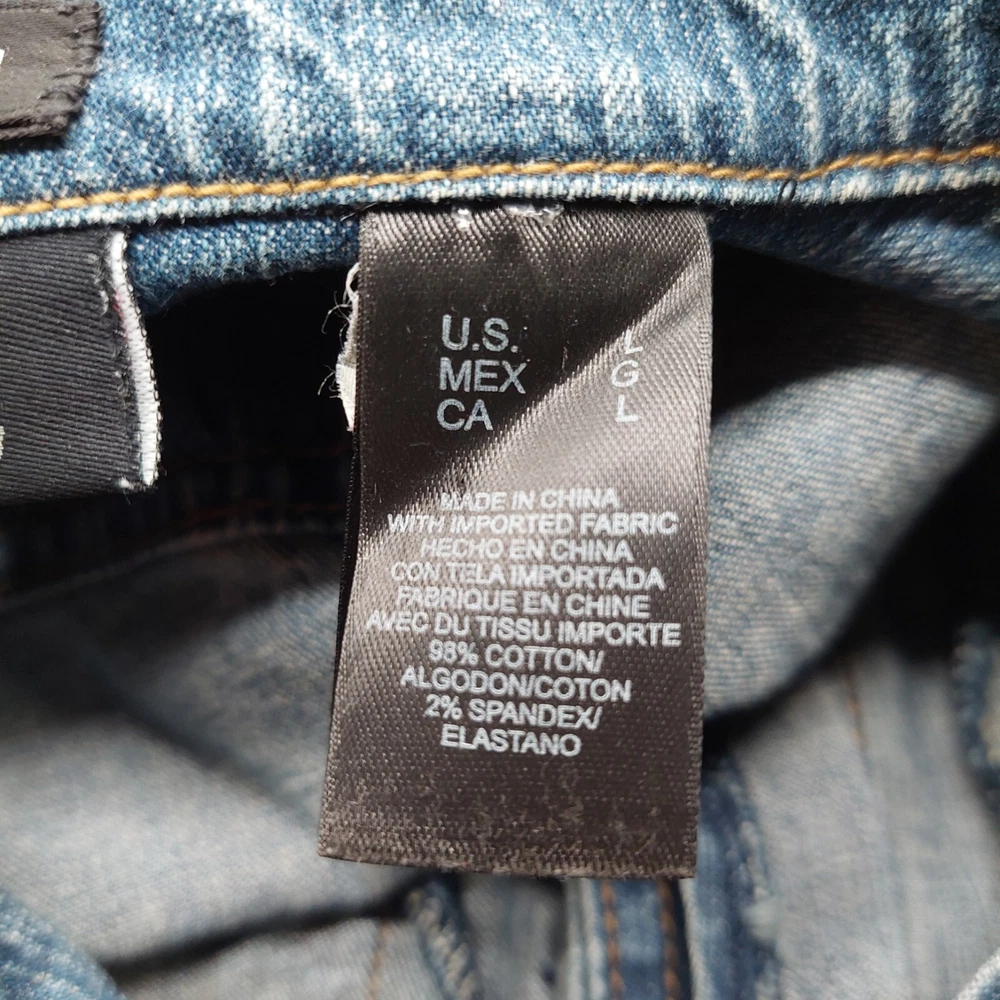 U.S. L
MEX G
CA L
MADE IN CHINA
WITH IMPORTED FABRIC
HECHO EN CHINA
CON TELA IMPORTADA
FABRIQUE EN CHINE
AVEC DU TISSU IMPORTE
98% COTTON/
ALGODON/COTON
2% SPANDEX/
ELASTANO